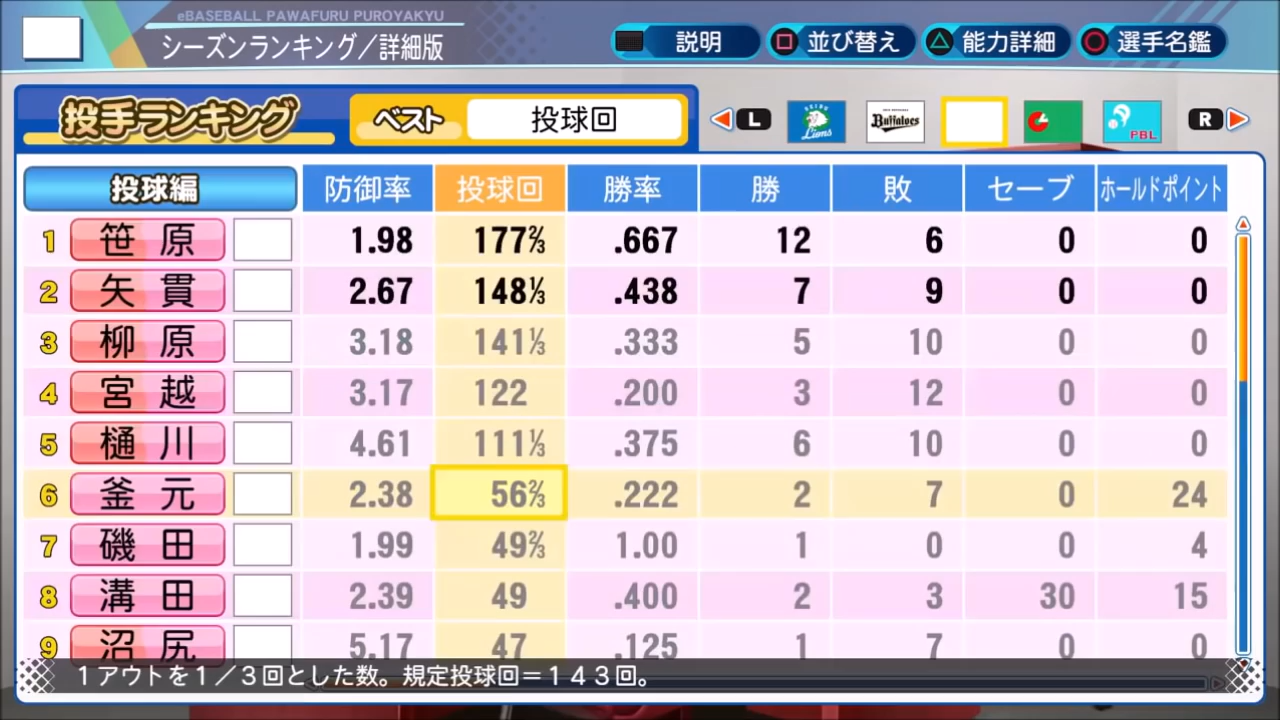 eBASEBALL PAWAFURU PUROYAKYU
シーズンランキング／詳細版
説明 並び替え 能力詳細 選手名鑑
投手ランキング ベスト 投球回 L Lions Buffaloes PBL R
投球編 防御率 投球回 勝率 勝 敗 セーブ ホールドポイント
1 笹原 1.98 177⅔ .667 12 6 0 0
2 矢貫 2.67 148⅓ .438 7 9 0 0
3 柳原 3.18 141⅓ .333 5 10 0 0
4 宮越 3.17 122 .200 3 12 0 0
5 樋川 4.61 111⅓ .375 6 10 0 0
6 釜元 2.38 56⅔ .222 2 7 0 24
7 磯田 1.99 49⅔ 1.00 1 0 0 4
8 溝田 2.39 49 .400 2 3 30 15
9 沼尻 5.17 47 .125 1 7 0 0
１アウトを１／３回とした数。規定投球回＝１４３回。